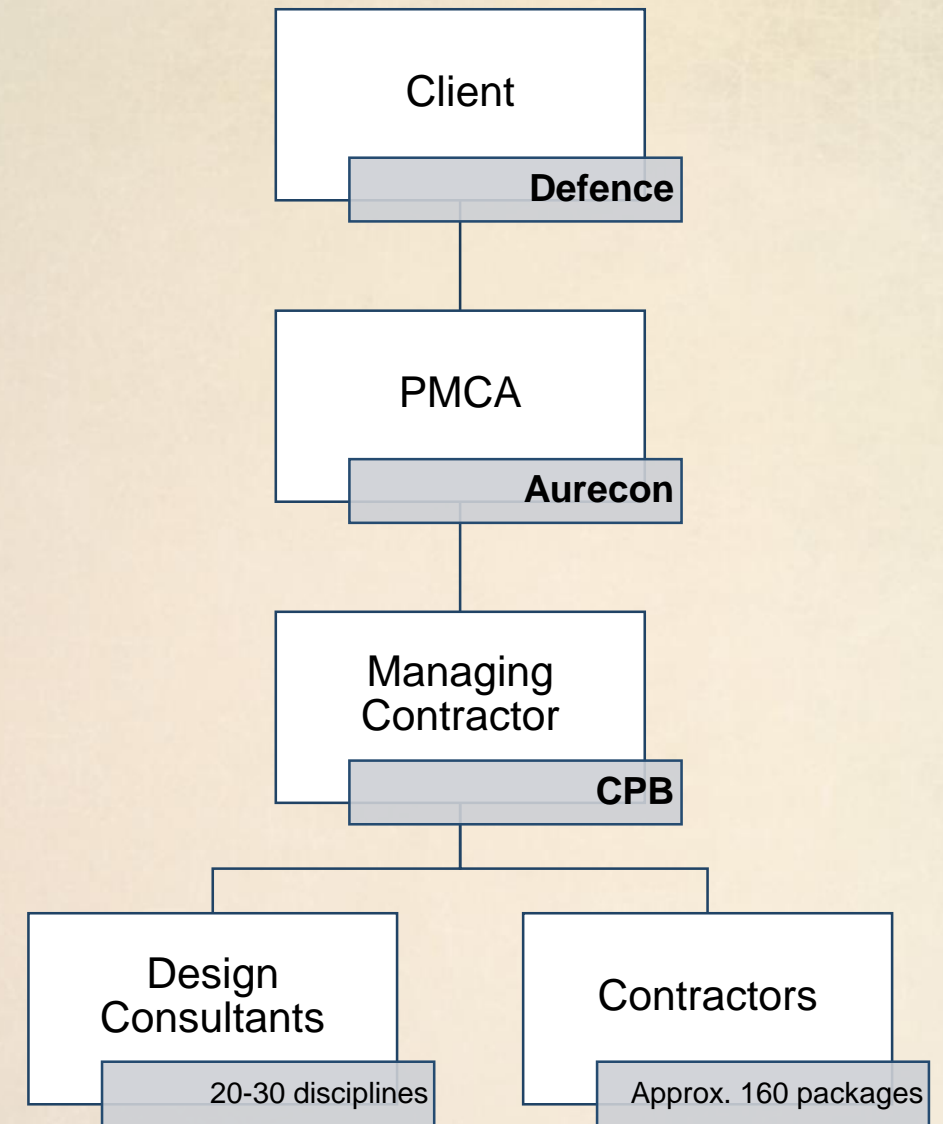 Client
Defence
PMCA
Aurecon
Managing
Contractor
CPB
Design
Consultants
20-30 disciplines
Contractors
Approx. 160 packages